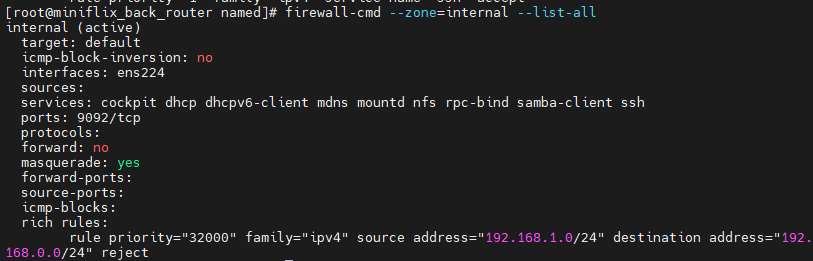 [root@miniflix_back_router named]# firewall-cmd --zone=internal --list-all
internal (active)
  target: default
  icmp-block-inversion: no
  interfaces: ens224
  sources:
  services: cockpit dhcp dhcpv6-client mdns mountd nfs rpc-bind samba-client ssh
  ports: 9092/tcp
  protocols:
  forward: no
  masquerade: yes
  forward-ports:
  source-ports:
  icmp-blocks:
  rich rules:
        rule priority="32000" family="ipv4" source address="192.168.1.0/24" destination address="192.
168.0.0/24" reject